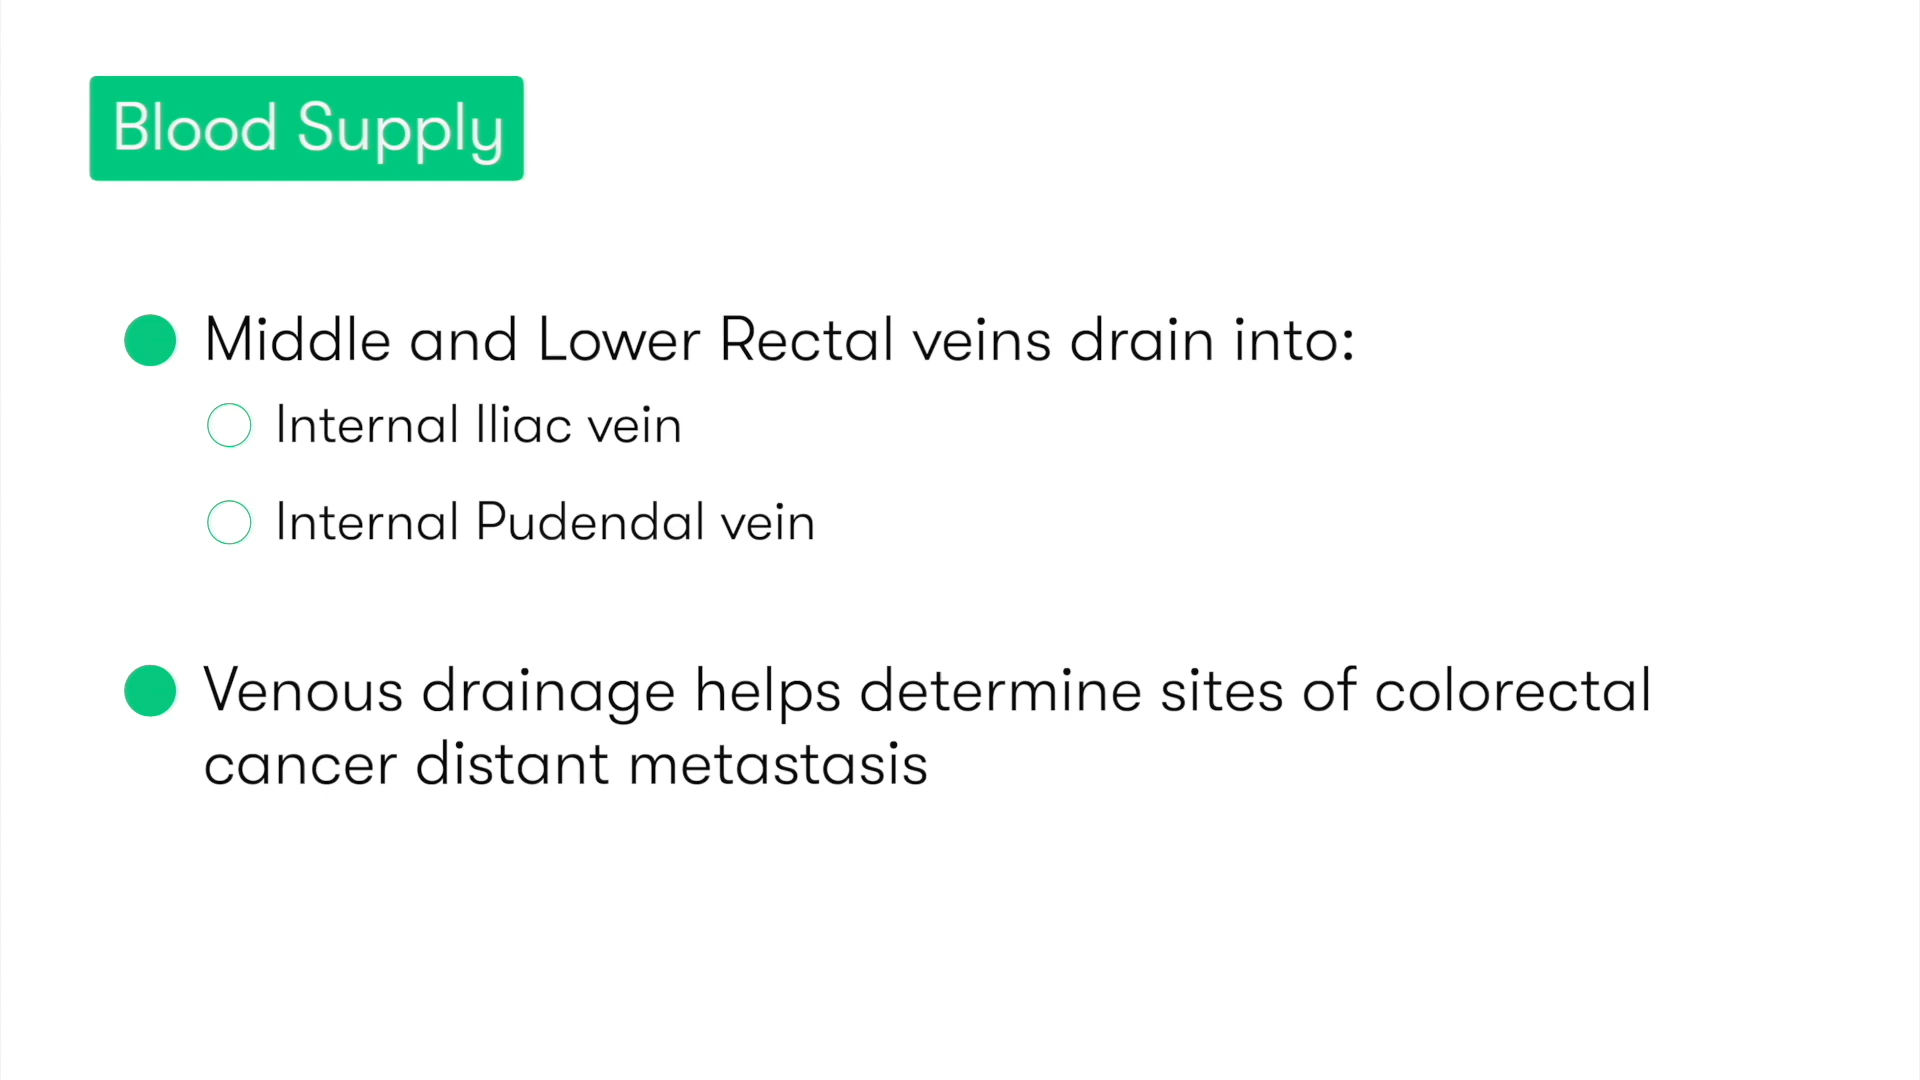 Blood Supply
Middle and Lower Rectal veins drain into:
Internal Iliac vein
Internal Pudendal vein
Venous drainage helps determine sites of colorectal
cancer distant metastasis